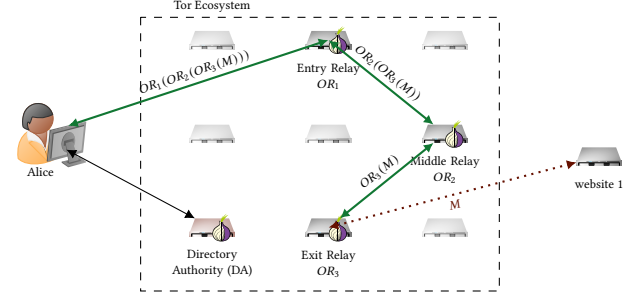 Tor Ecosystem
OR1(OR2(OR3(M)))
OR2(OR3(M))
Entry Relay
OR1
Alice
Middle Relay
OR2
OR3(M)
website 1
M
Directory
Authority (DA)
Exit Relay
OR3